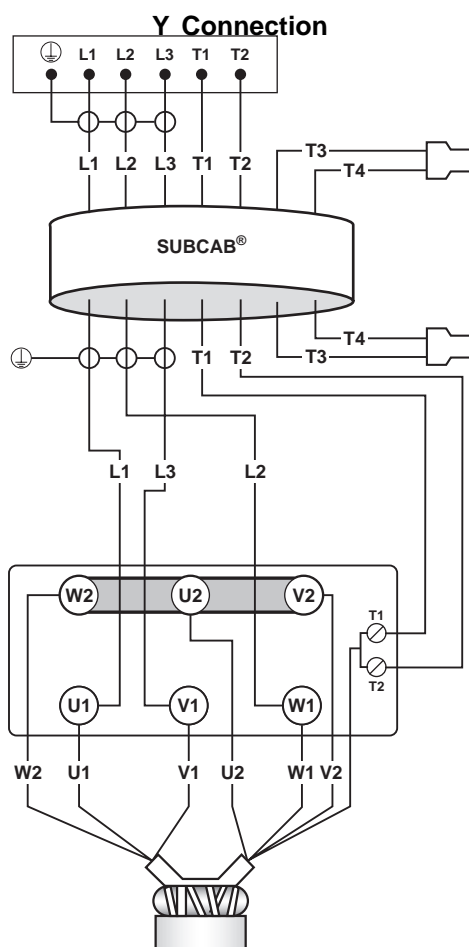 Y Connection
L1 L2 L3 T1 T2
L1 L2 L3 T1 T2 T3
T4
SUBCAB®
T1 T2 T4
T3
L1 L3 L2
W2 U2 V2
T1
T2
U1 V1 W1
W2 U1 V1 U2 W1 V2